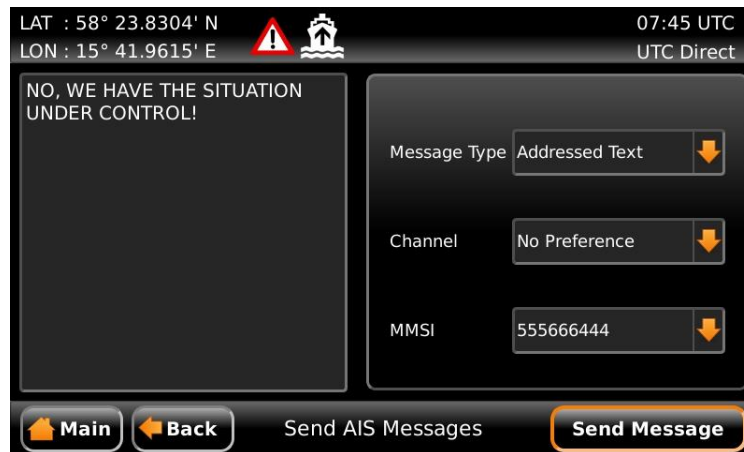 LAT : 58° 23.8304' N
LON : 15° 41.9615' E
07:45 UTC
UTC Direct
NO, WE HAVE THE SITUATION
UNDER CONTROL!
Message Type Addressed Text
Channel No Preference
MMSI 555666444
Main Back Send AIS Messages Send Message